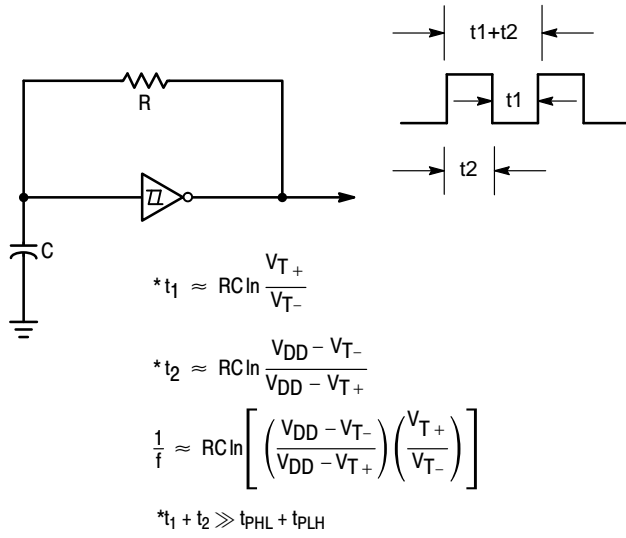 t1+t2
R
t1
t2
C
*t1 ≈ RC ln VT+ / VT–
*t2 ≈ RC ln VDD – VT– / VDD – VT+
1/f ≈ RC ln[(VDD – VT– / VDD – VT+)(VT+ / VT–)]
*t1 + t2 ≫ tPHL + tPLH